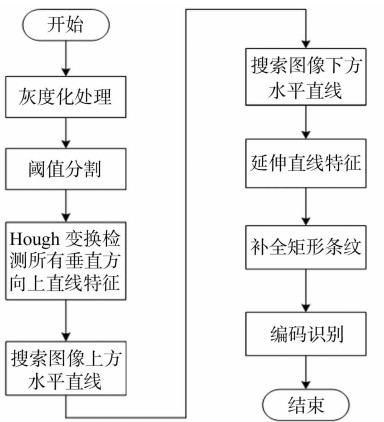 开始
灰度化处理
阈值分割
Hough 变换检
测所有垂直方
向上直线特征
搜索图像上方
水平直线
搜索图像下方
水平直线
延伸直线特征
补全矩形条纹
编码识别
结束